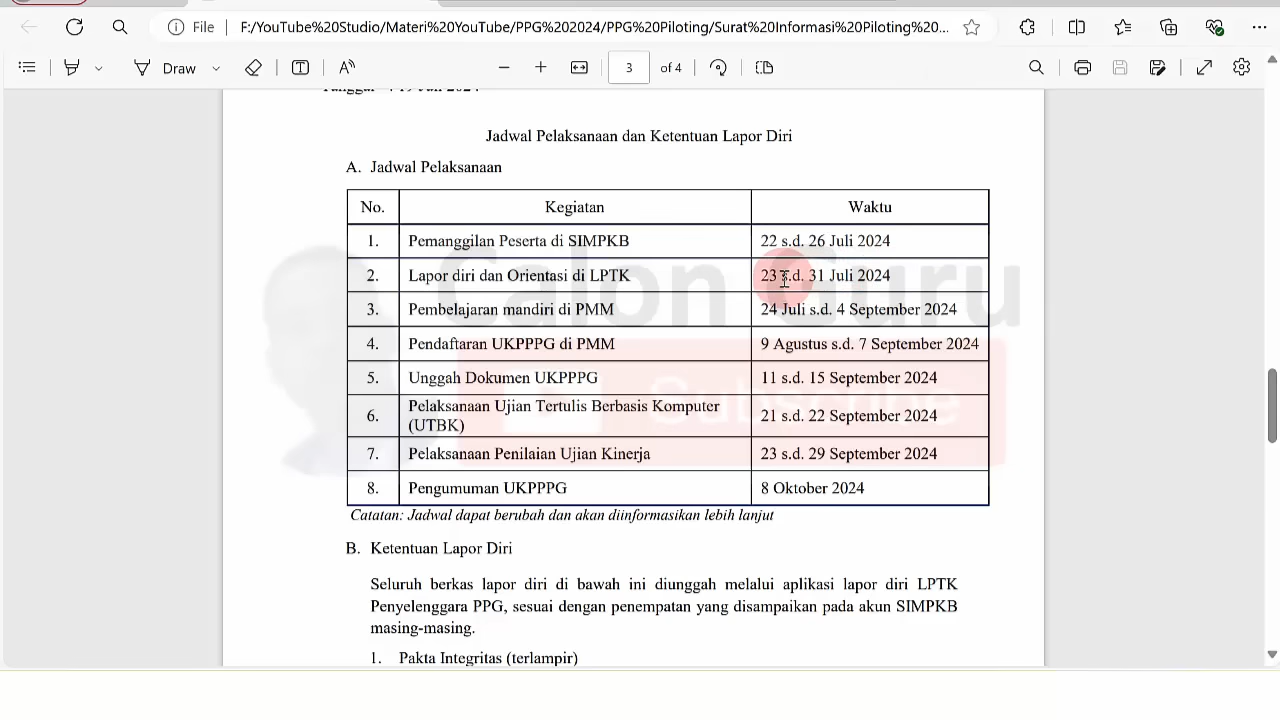 File
F:/YouTube%20Studio/Materi%20YouTube/PPG%202024/PPG%20Piloting/Surat%20Informasi%20Piloting%20...
Draw
3 of 4
Jadwal Pelaksanaan dan Ketentuan Lapor Diri
A. Jadwal Pelaksanaan
No. Kegiatan Waktu
1. Pemanggilan Peserta di SIMPKB 22 s.d. 26 Juli 2024
2. Lapor diri dan Orientasi di LPTK 23 s.d. 31 Juli 2024
3. Pembelajaran mandiri di PMM 24 Juli s.d. 4 September 2024
4. Pendaftaran UKPPPG di PMM 9 Agustus s.d. 7 September 2024
5. Unggah Dokumen UKPPPG 11 s.d. 15 September 2024
6. Pelaksanaan Ujian Tertulis Berbasis Komputer
(UTBK) 21 s.d. 22 September 2024
7. Pelaksanaan Penilaian Ujian Kinerja 23 s.d. 29 September 2024
8. Pengumuman UKPPPG 8 Oktober 2024
Catatan: Jadwal dapat berubah dan akan diinformasikan lebih lanjut
B. Ketentuan Lapor Diri
Seluruh berkas lapor diri di bawah ini diunggah melalui aplikasi lapor diri LPTK
Penyelenggara PPG, sesuai dengan penempatan yang disampaikan pada akun SIMPKB
masing-masing.
1. Pakta Integritas (terlampir)
Calon Guru
Subscribe